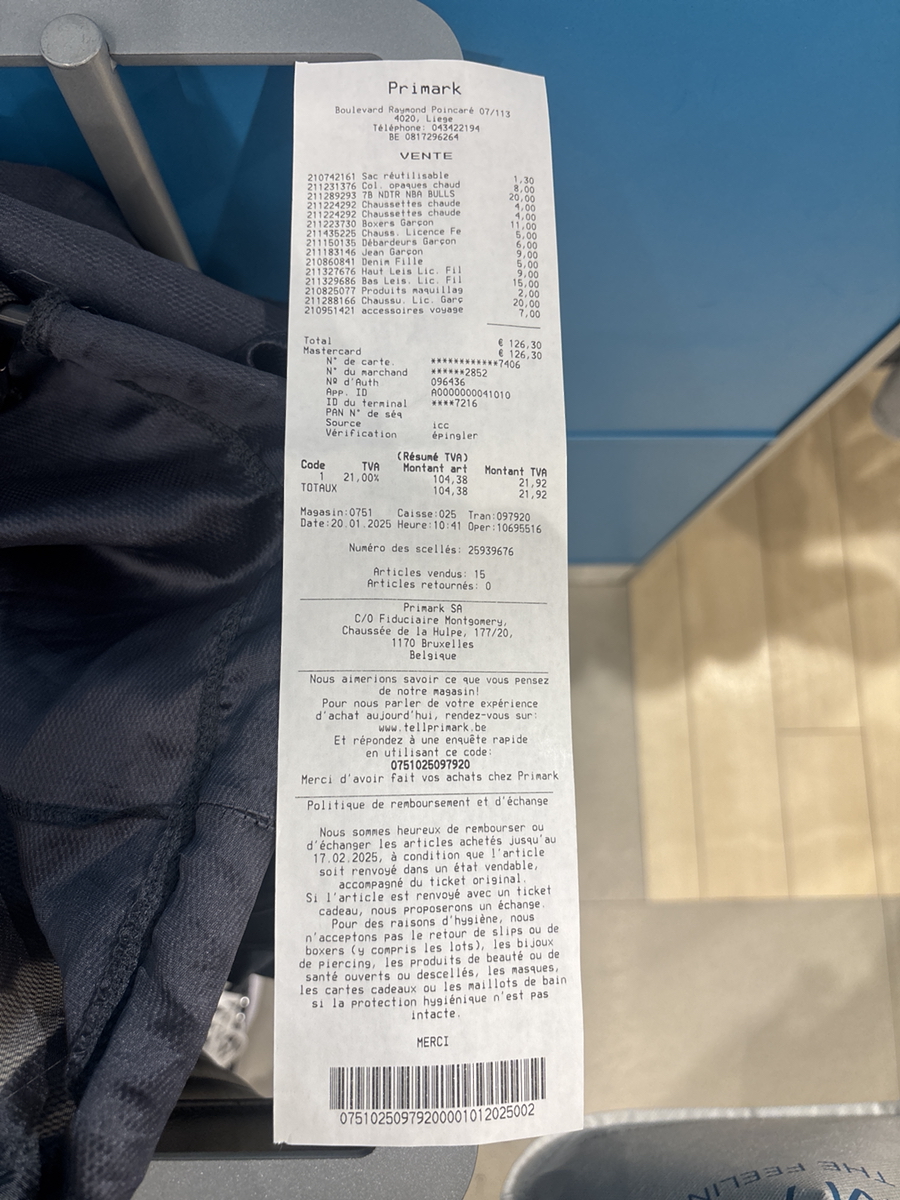 Primark
Boulevard Raymond Poincaré 07/113
4020, Liege
Téléphone: 043422194
BE 0817296264
VENTE
210742161 Sac réutilisable 1,30
211231376 Col. opaques chaud 8,00
211289293 7B NDTR NBA BULLS 20,00
211224292 Chaussettes chaude 4,00
211224292 Chaussettes chaude 4,00
211223730 Boxers Garçon 11,00
211435225 Chauss. Licence Fe 5,00
211150135 Débardeurs Garçon 6,00
211183146 Jean Garçon 9,00
210860841 Denim Fille 5,00
211327676 Haut Leis Lic. Fil 9,00
211329686 Bas Leis. Lic. Fil 15,00
210825077 Produits maquillag 2,00
211288166 Chaussu. Lic. Garç 20,00
210951421 accessoires voyage 7,00
Total € 126,30
Mastercard € 126,30
N° de carte. ************7406
N° du marchand ******2852
Nº d'Auth 096436
App. ID A0000000041010
ID du terminal ****7216
PAN N° de séq
Source icc
Vérification épingler
(Résumé TVA)
Code TVA Montant art Montant TVA
1 21,00% 104,38 21,92
TOTAUX 104,38 21,92
Magasin:0751 Caisse:025 Tran:097920
Date:20.01.2025 Heure:10:41 Oper:10695516
Numéro des scellés: 25939676
Articles vendus: 15
Articles retournés: 0
Primark SA
C/O Fiduciaire Montgomery,
Chaussée de la Hulpe, 177/20,
1170 Bruxelles
Belgique
Nous aimerions savoir ce que vous pensez
de notre magasin!
Pour nous parler de votre expérience
d'achat aujourd'hui, rendez-vous sur:
www.tellprimark.be
Et répondez à une enquête rapide
en utilisant ce code:
0751025097920
Merci d'avoir fait vos achats chez Primark
Politique de remboursement et d'échange
Nous sommes heureux de rembourser ou
d'échanger les articles achetés jusqu'au
17.02.2025, à condition que l'article
soit renvoyé dans un état vendable,
accompagné du ticket original.
Si l'article est renvoyé avec un ticket
cadeau, nous proposerons un échange.
Pour des raisons d'hygiène, nous
n'acceptons pas le retour de slips ou de
boxers (y compris les lots), les bijoux
de piercing, les produits de beauté ou de
santé ouverts ou descellés, les masques,
les cartes cadeaux ou les maillots de bain
si la protection hygiénique n'est pas
intacte.
MERCI
07510250979200001012025002
THE FEELIN